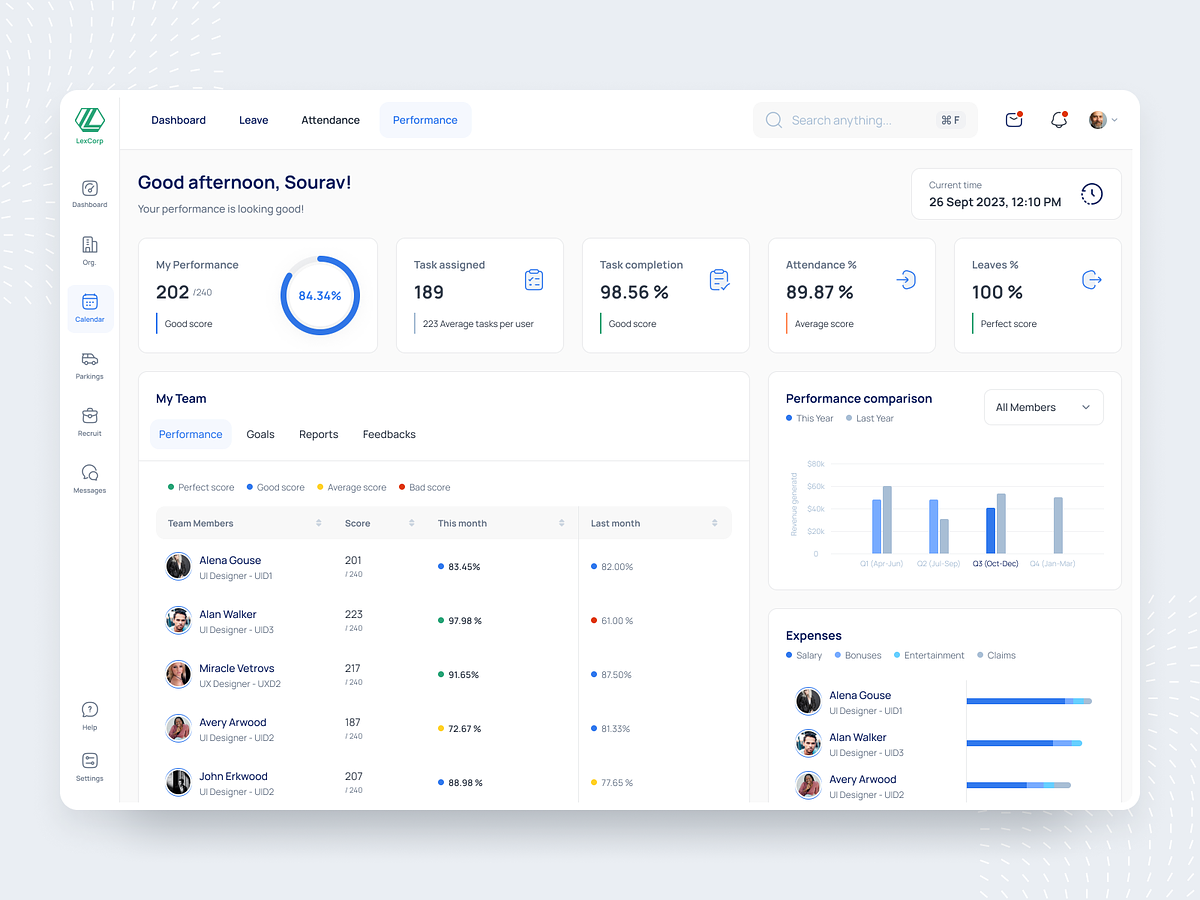 LexCorp
Dashboard
Leave
Attendance
Performance
Search anything...
⌘ F
Dashboard
Org.
Calendar
Parkings
Recruit
Messages
Help
Settings
Good afternoon, Sourav!
Your performance is looking good!
Current time
26 Sept 2023, 12:10 PM
My Performance
202 /240
Good score
84.34%
Task assigned
189
223 Average tasks per user
Task completion
98.56 %
Good score
Attendance %
89.87 %
Average score
Leaves %
100 %
Perfect score
My Team
Performance
Goals
Reports
Feedbacks
Perfect score
Good score
Average score
Bad score
Team Members
Score
This month
Last month
Alena Gouse
UI Designer - UID1
201
/ 240
83.45%
82.00%
Alan Walker
UI Designer - UID3
223
/ 240
97.98 %
61.00 %
Miracle Vetrovs
UX Designer - UXD2
217
/ 240
91.65%
87.50%
Avery Arwood
UI Designer - UID2
187
/ 240
72.67 %
81.33%
John Erkwood
UI Designer - UID2
207
/ 240
88.98 %
77.65 %
Performance comparison
This Year
Last Year
All Members
Revenue generatd
$80k
$60k
$40k
$20k
0
Q1 (Apr-Jun)
Q2 (Jul-Sep)
Q3 (Oct-Dec)
Q4 (Jan-Mar)
Expenses
Salary
Bonuses
Entertainment
Claims
Alena Gouse
UI Designer - UID1
Alan Walker
UI Designer - UID3
Avery Arwood
UI Designer - UID2